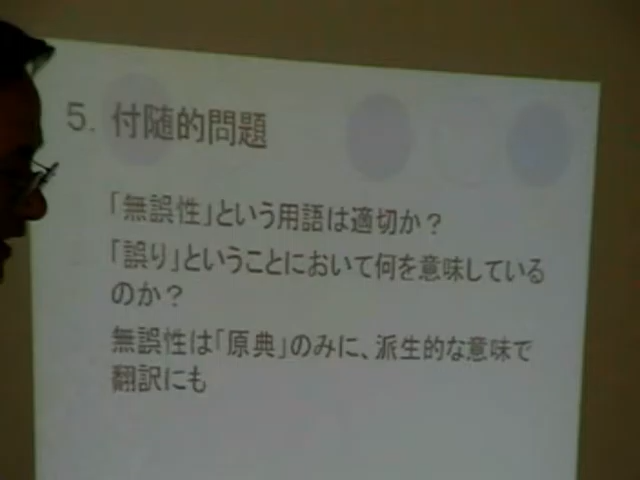 5. 付随的問題
「無誤性」という用語は適切か？
「誤り」ということにおいて何を意味している
のか？
無誤性は「原典」のみに、派生的な意味で
翻訳にも